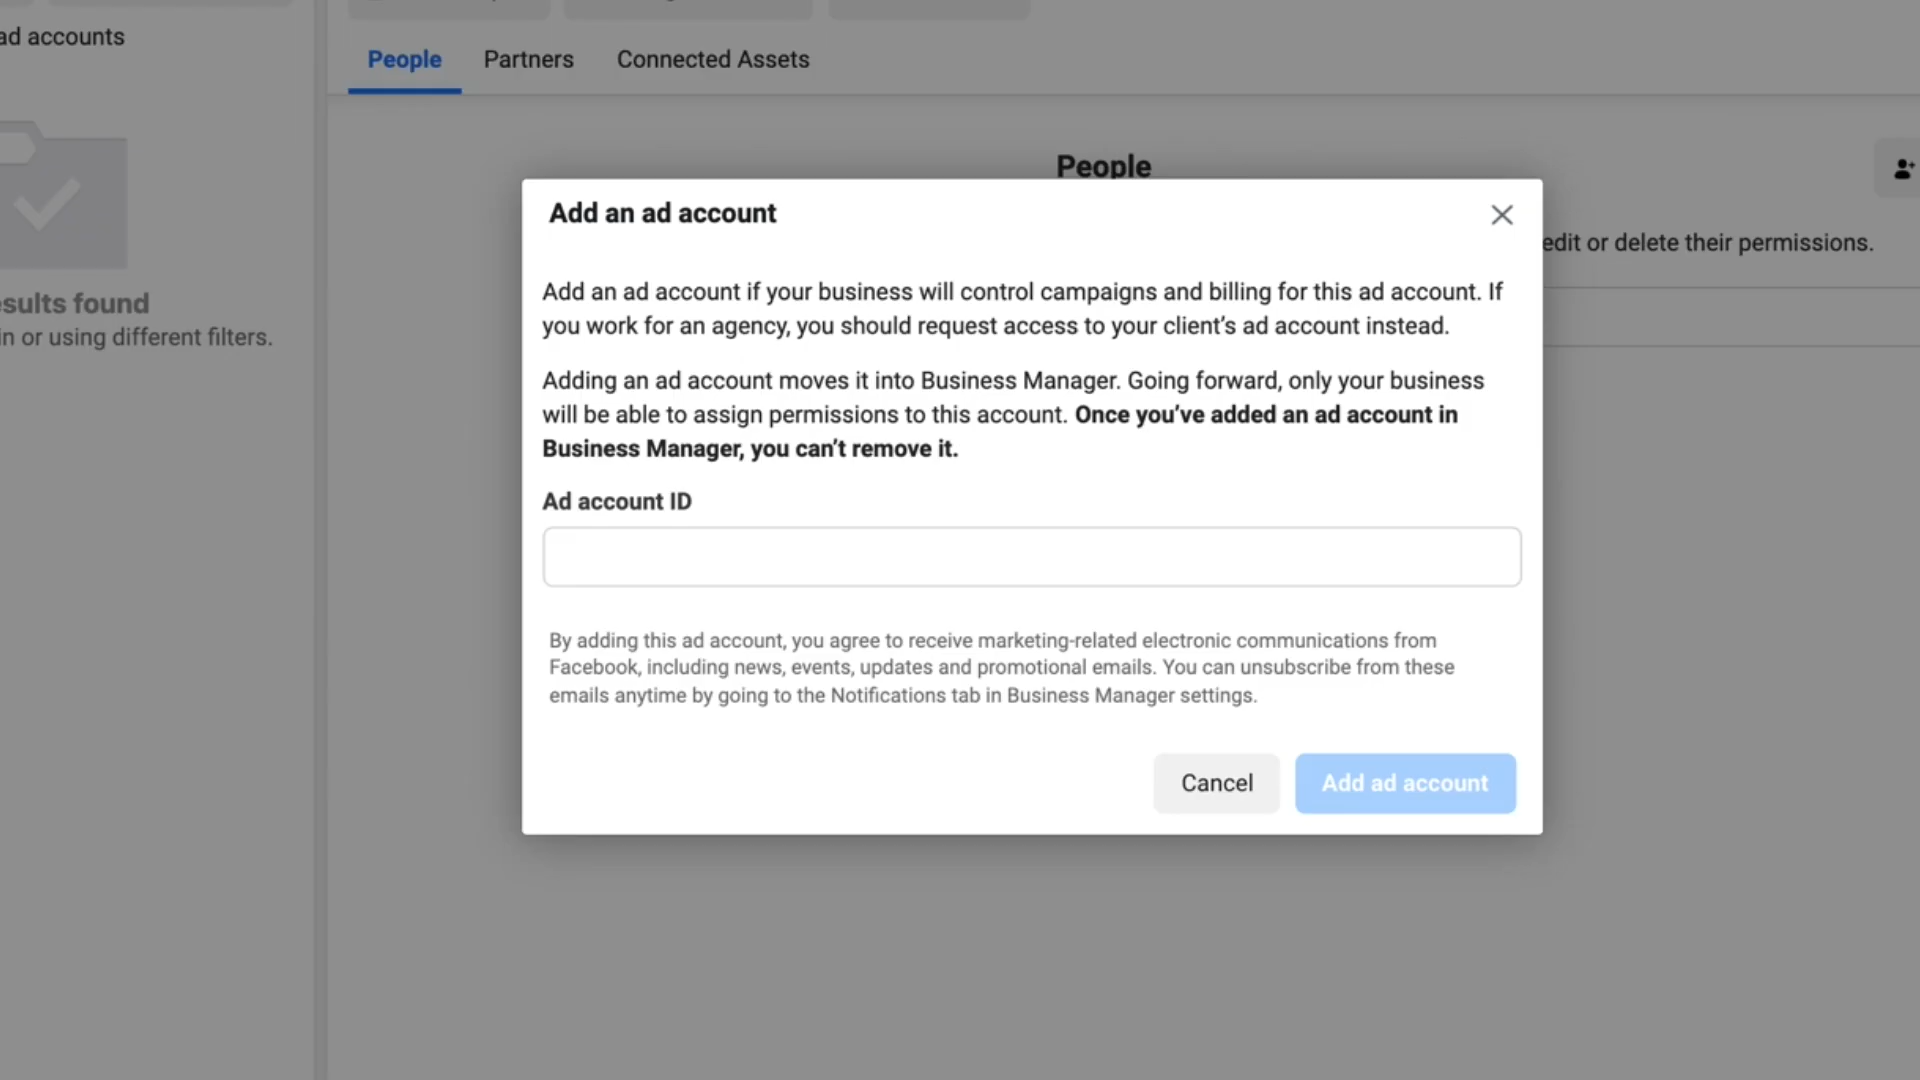 ad accounts
People
Partners
Connected Assets
People
edit or delete their permissions.
results found
in or using different filters.
Add an ad account
Add an ad account if your business will control campaigns and billing for this ad account. If
you work for an agency, you should request access to your client’s ad account instead.
Adding an ad account moves it into Business Manager. Going forward, only your business
will be able to assign permissions to this account. Once you’ve added an ad account in
Business Manager, you can’t remove it.
Ad account ID
By adding this ad account, you agree to receive marketing-related electronic communications from
Facebook, including news, events, updates and promotional emails. You can unsubscribe from these
emails anytime by going to the Notifications tab in Business Manager settings.
Cancel
Add ad account